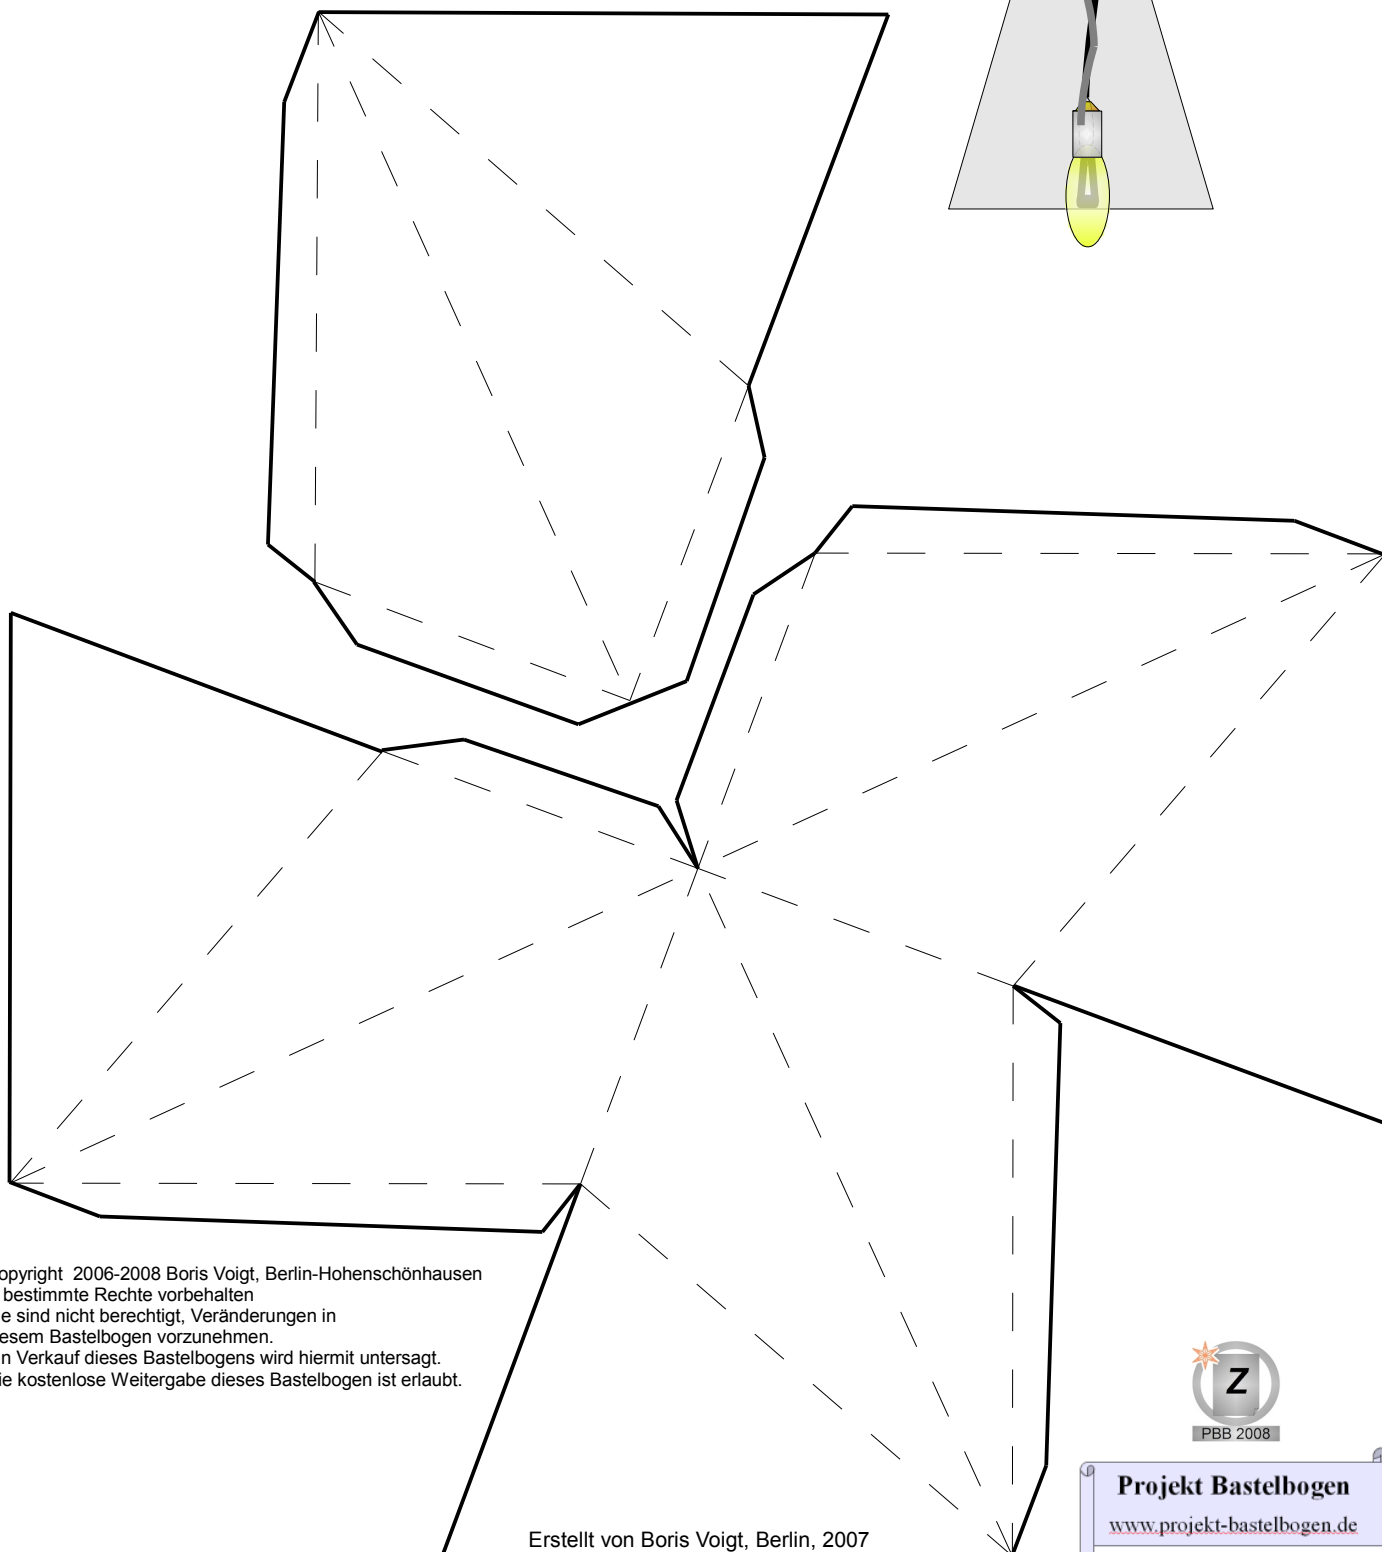 opyright  2006-2008 Boris Voigt, Berlin-Hohenschönhausen
bestimmte Rechte vorbehalten
e sind nicht berechtigt, Veränderungen in
esem Bastelbogen vorzunehmen.
n Verkauf dieses Bastelbogens wird hiermit untersagt.
ie kostenlose Weitergabe dieses Bastelbogen ist erlaubt.
Z
PBB 2008
Projekt Bastelbogen
www.projekt-bastelbogen.de
Erstellt von Boris Voigt, Berlin, 2007